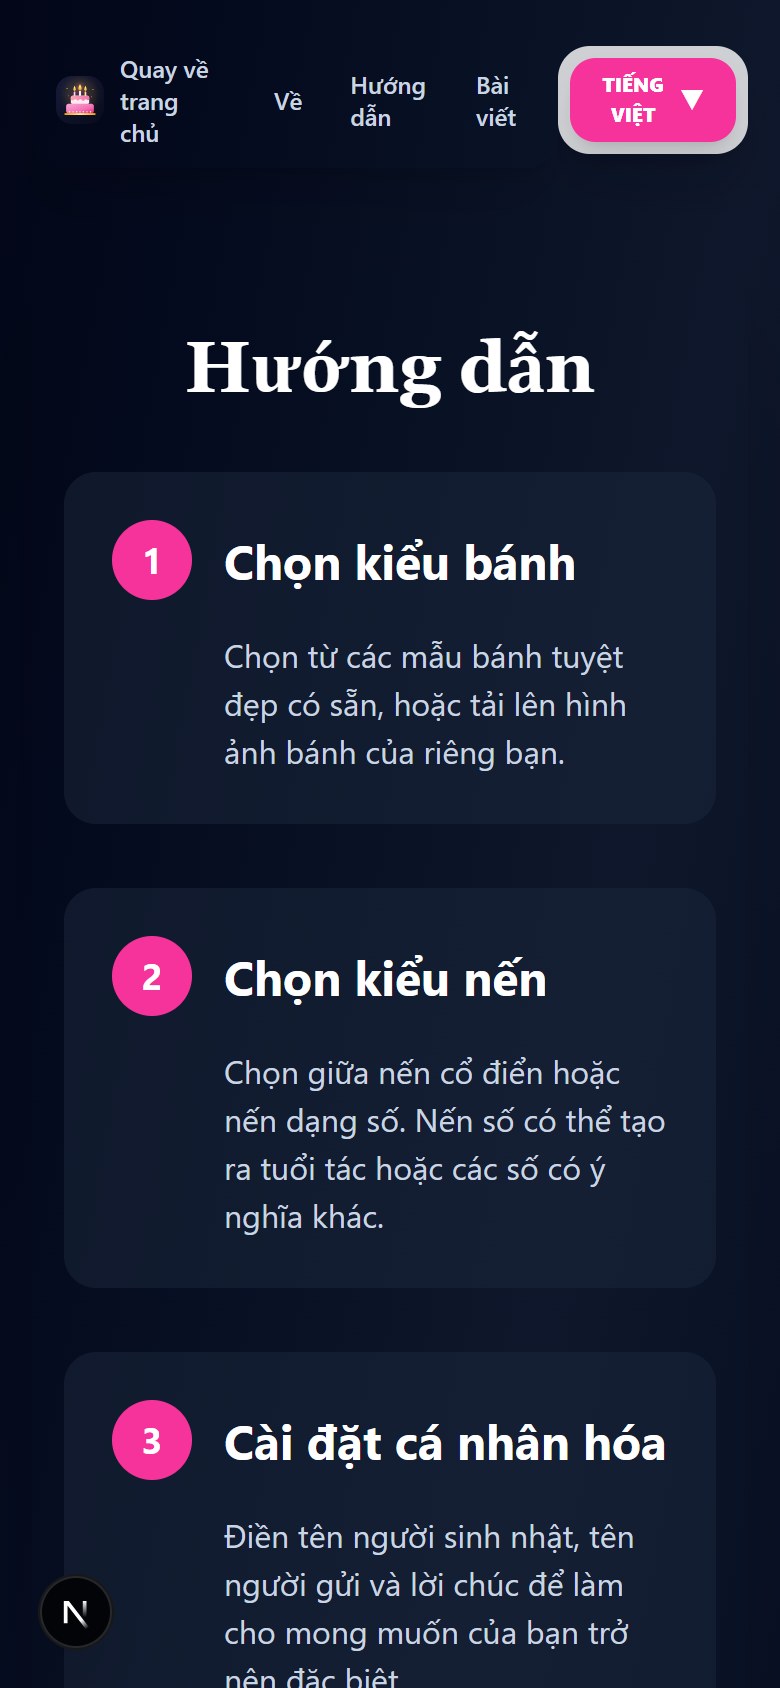 Quay về
trang
chủ
Về
Hướng
dẫn
Bài
viết
TIẾNG
VIỆT
Hướng dẫn
1
Chọn kiểu bánh
Chọn từ các mẫu bánh tuyệt
đẹp có sẵn, hoặc tải lên hình
ảnh bánh của riêng bạn.
2
Chọn kiểu nến
Chọn giữa nến cổ điển hoặc
nến dạng số. Nến số có thể tạo
ra tuổi tác hoặc các số có ý
nghĩa khác.
3
Cài đặt cá nhân hóa
Điền tên người sinh nhật, tên
người gửi và lời chúc để làm
cho mong muốn của bạn trở
nên đặc biệt
N